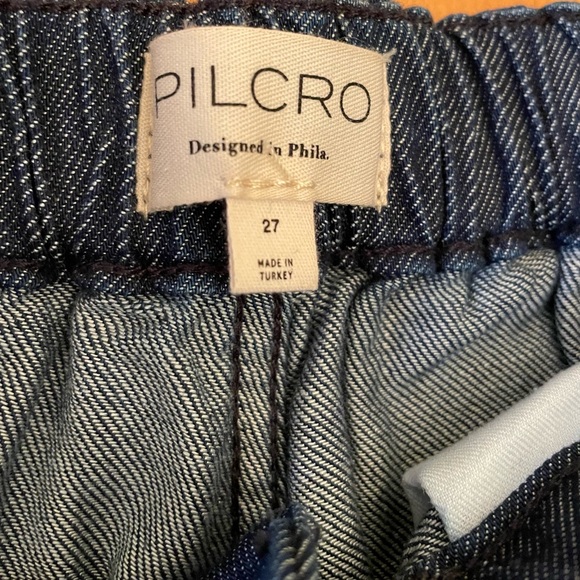 PILCRO
Designed in Phila.
27
MADE IN
TURKEY